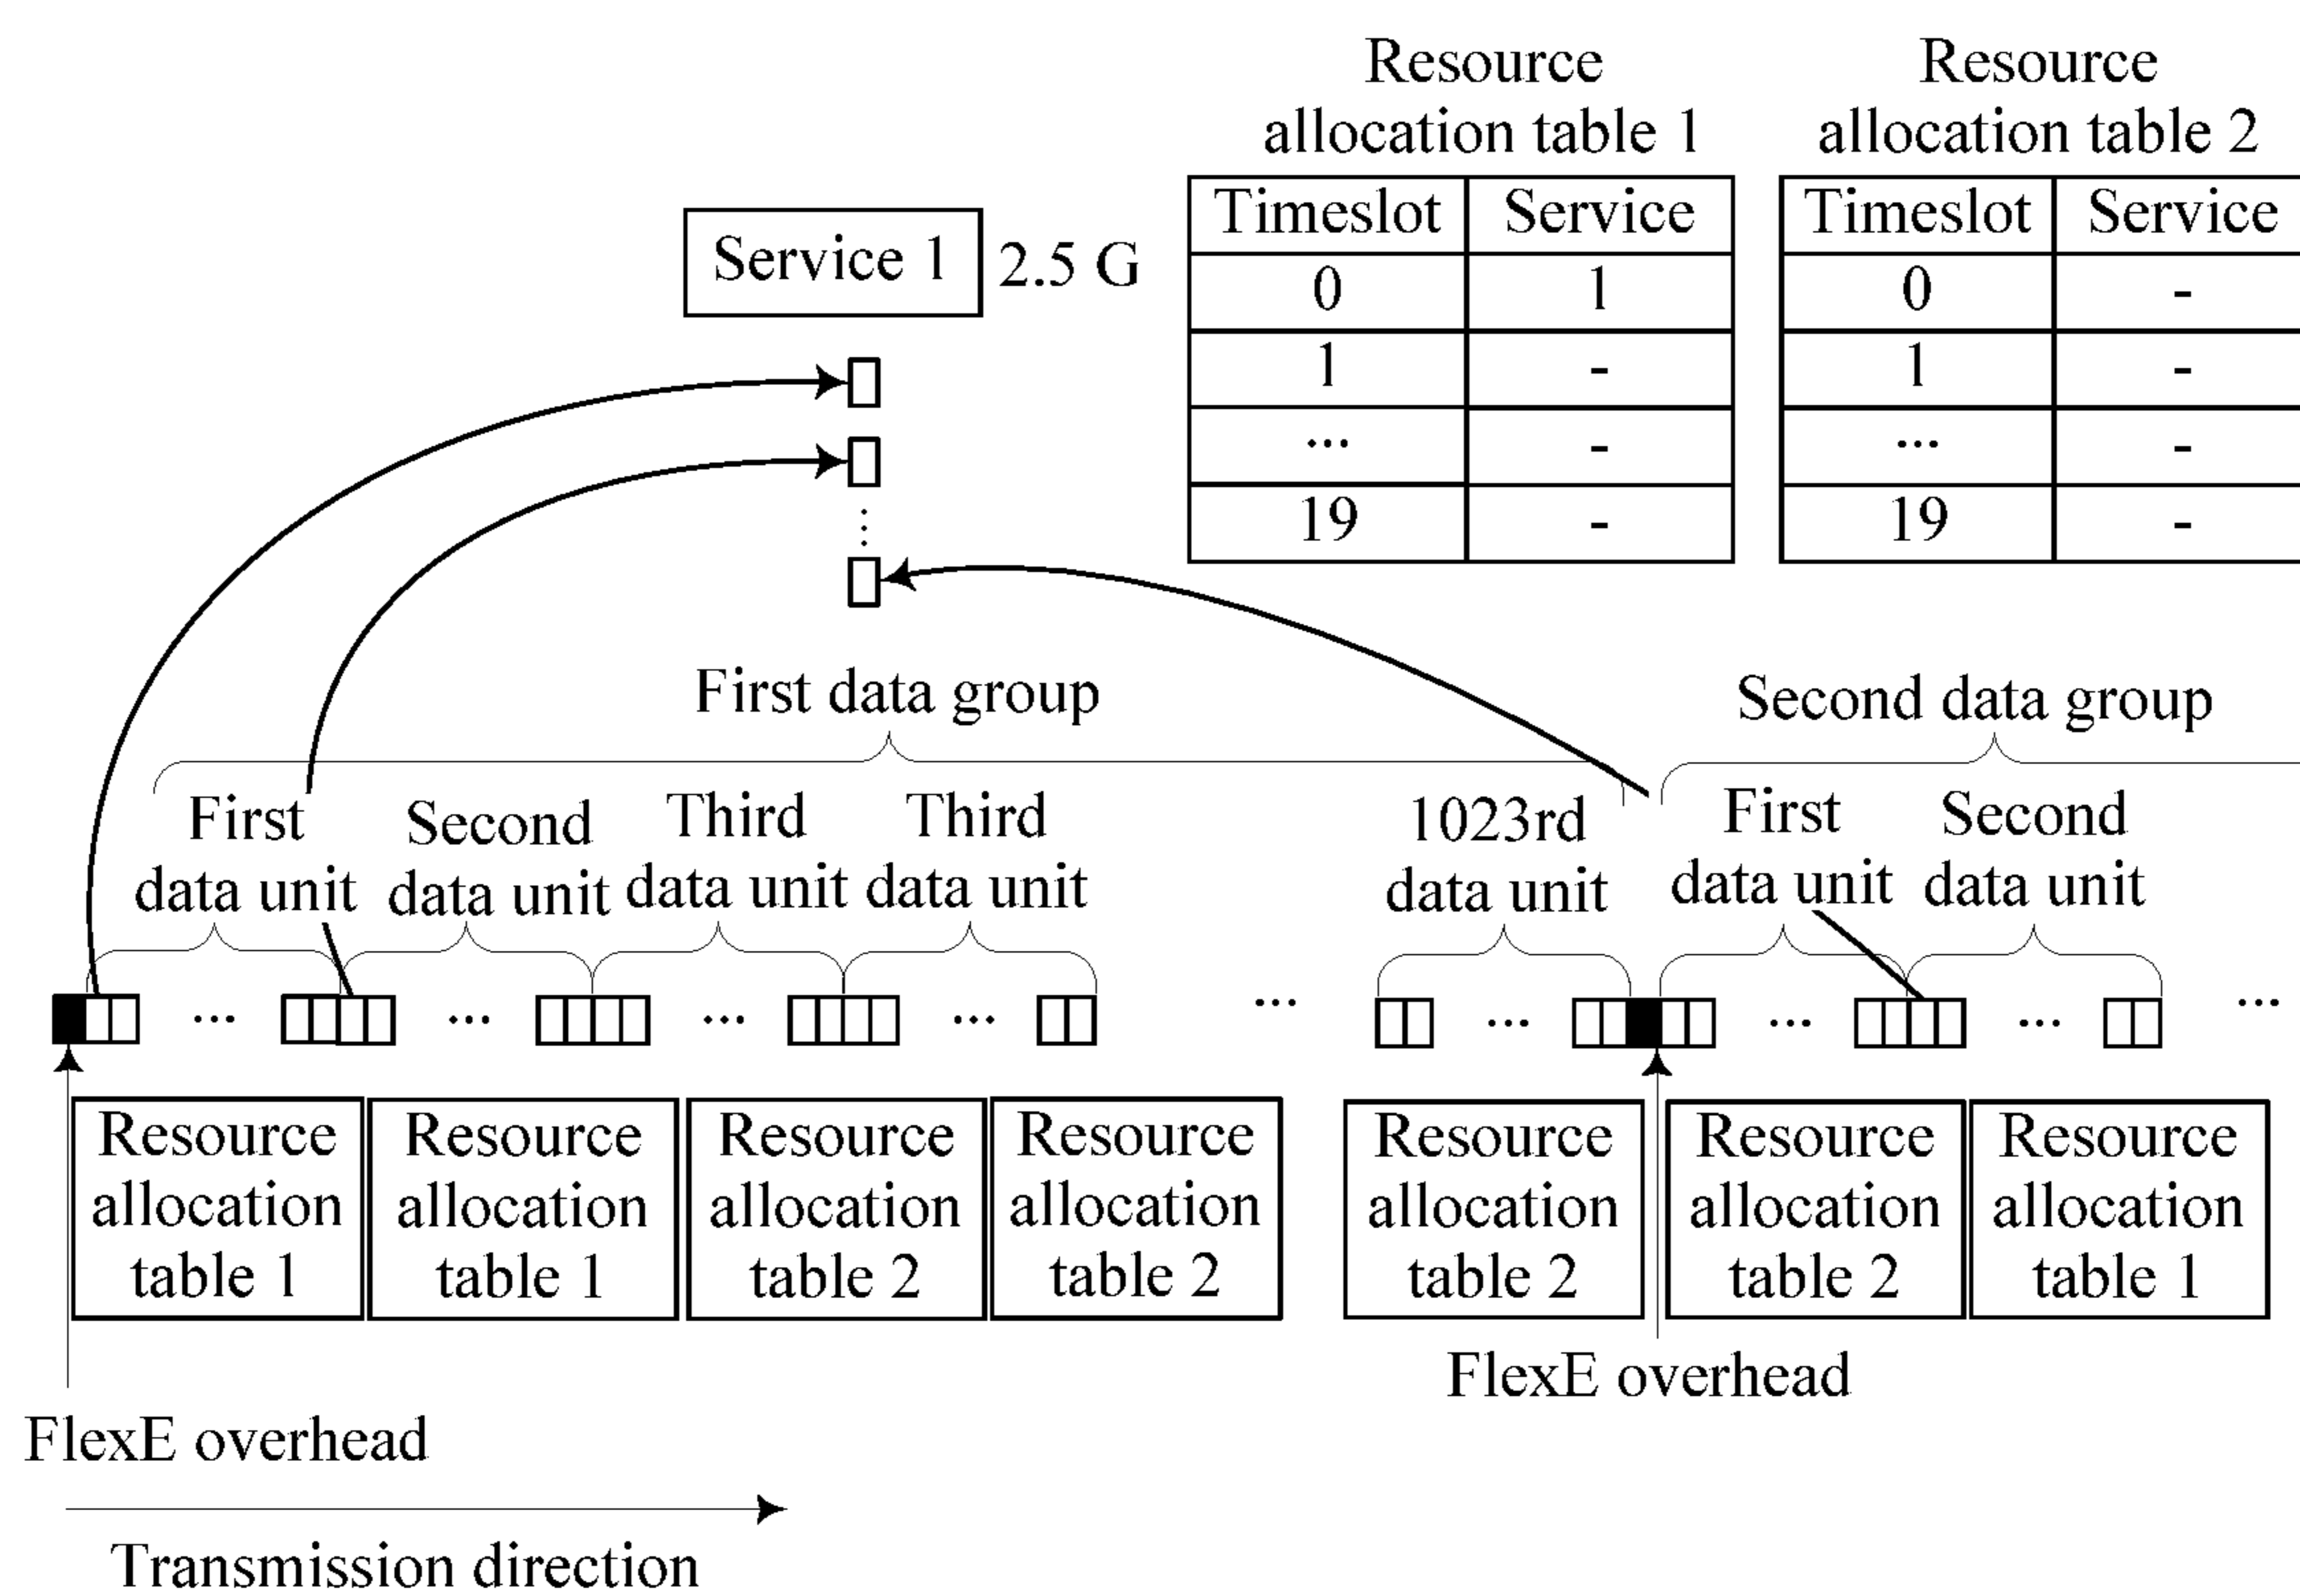 Resource
allocation table 1
Timeslot Service
0 1
1 -
... -
19 -
Resource
allocation table 2
Timeslot Service
0 -
1 -
... -
19 -
Service 1
2.5 G
First data group
Second data group
First
data unit
Second
data unit
Third
data unit
Third
data unit
1023rd
data unit
First
data unit
Second
data unit
... ... ... ... ... ... ... ... ...
Resource
allocation
table 1
Resource
allocation
table 1
Resource
allocation
table 2
Resource
allocation
table 2
Resource
allocation
table 2
Resource
allocation
table 2
Resource
allocation
table 1
FlexE overhead
FlexE overhead
Transmission direction